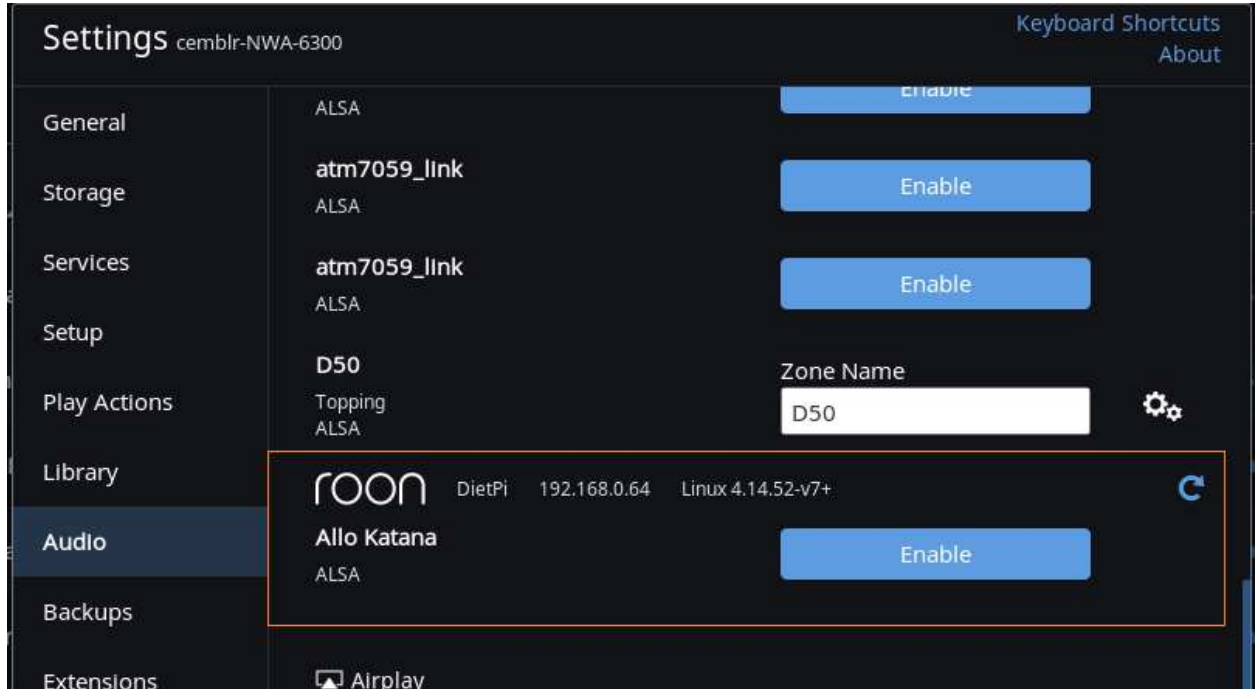 Settings cemblr-NWA-6300
Keyboard Shortcuts
About
General
Storage
Services
Setup
Play Actions
Library
Audio
Backups
Extensions
ALSA
Enable
atm7059_link
ALSA
Enable
atm7059_link
ALSA
Enable
D50
Topping
ALSA
Zone Name
D50
roon DietPi 192.168.0.64 Linux 4.14.52-v7+
Allo Katana
ALSA
Enable
Airplay